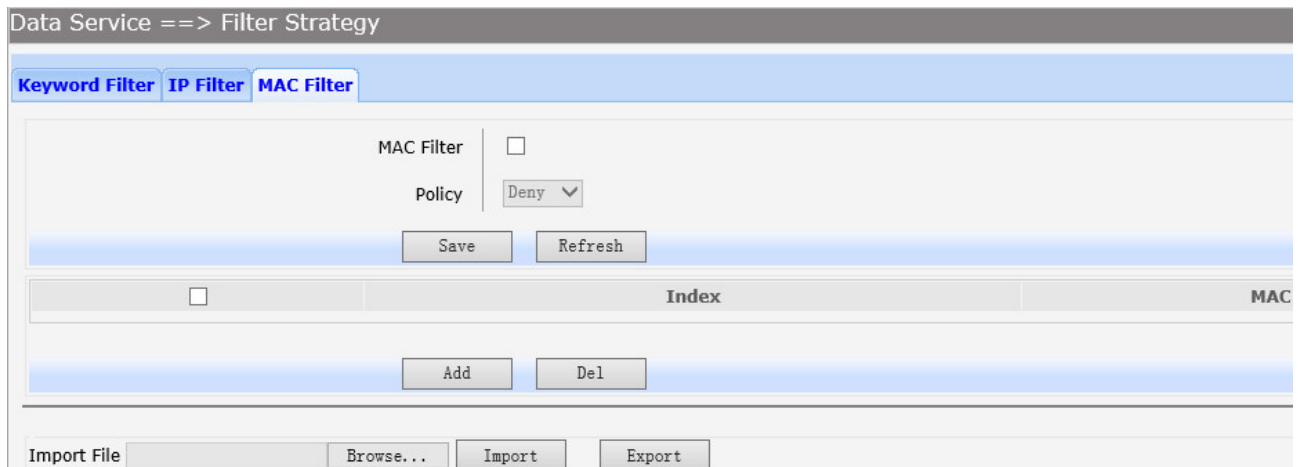 Data Service ==> Filter Strategy
Keyword Filter IP Filter MAC Filter
MAC Filter
Policy Deny
Save Refresh
Index MAC
Add Del
Import File Browse... Import Export